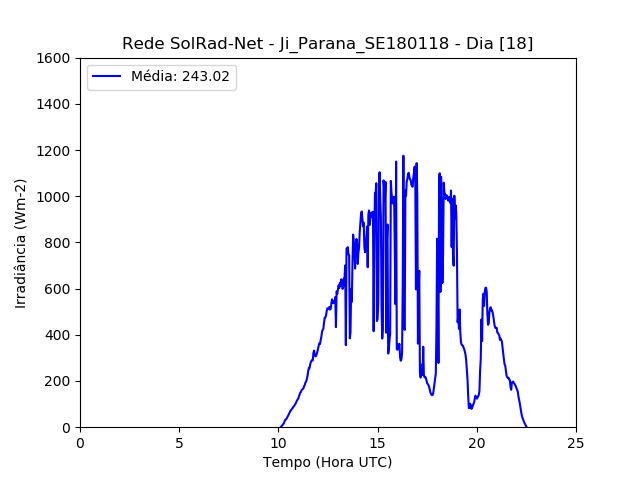 Rede SolRad-Net - Ji_Parana_SE180118 - Dia [18]
Média: 243.02
Irradiância (Wm-2)
1600
1400
1200
1000
800
600
400
200
0
0 5 10 15 20 25
Tempo (Hora UTC)